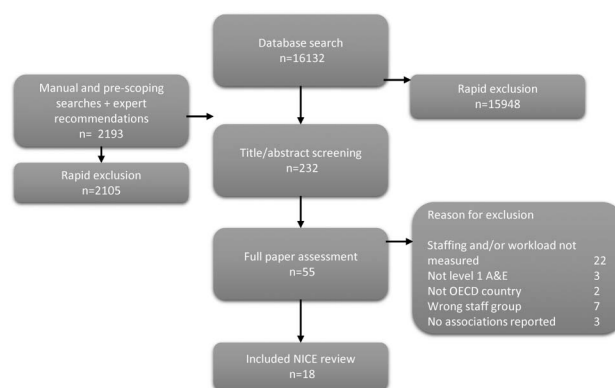 Database search
n=16132
Manual and pre-scoping
searches + expert
recommendations
n= 2193
Rapid exclusion
n=15948
Title/abstract screening
n=232
Rapid exclusion
n=2105
Reason for exclusion
Staffing and/or workload not
measured 22
Not level 1 A&E 3
Not OECD country 2
Wrong staff group 7
No associations reported 3
Full paper assessment
n=55
Included NICE review
n=18